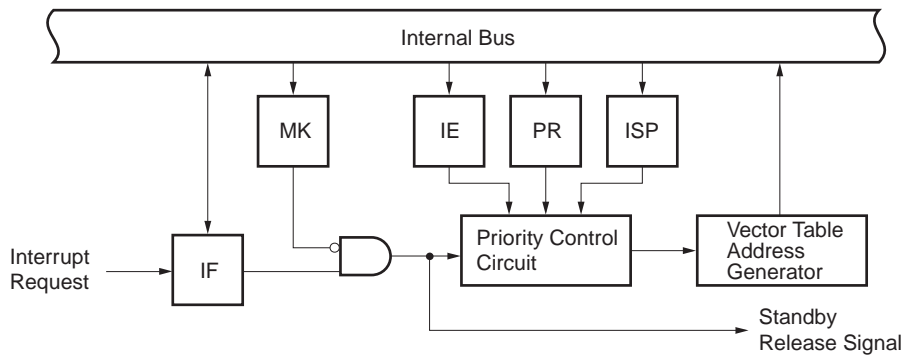 Internal Bus
MK
IE
PR
ISP
Interrupt
Request
IF
Priority Control
Circuit
Vector Table
Address
Generator
Standby
Release Signal